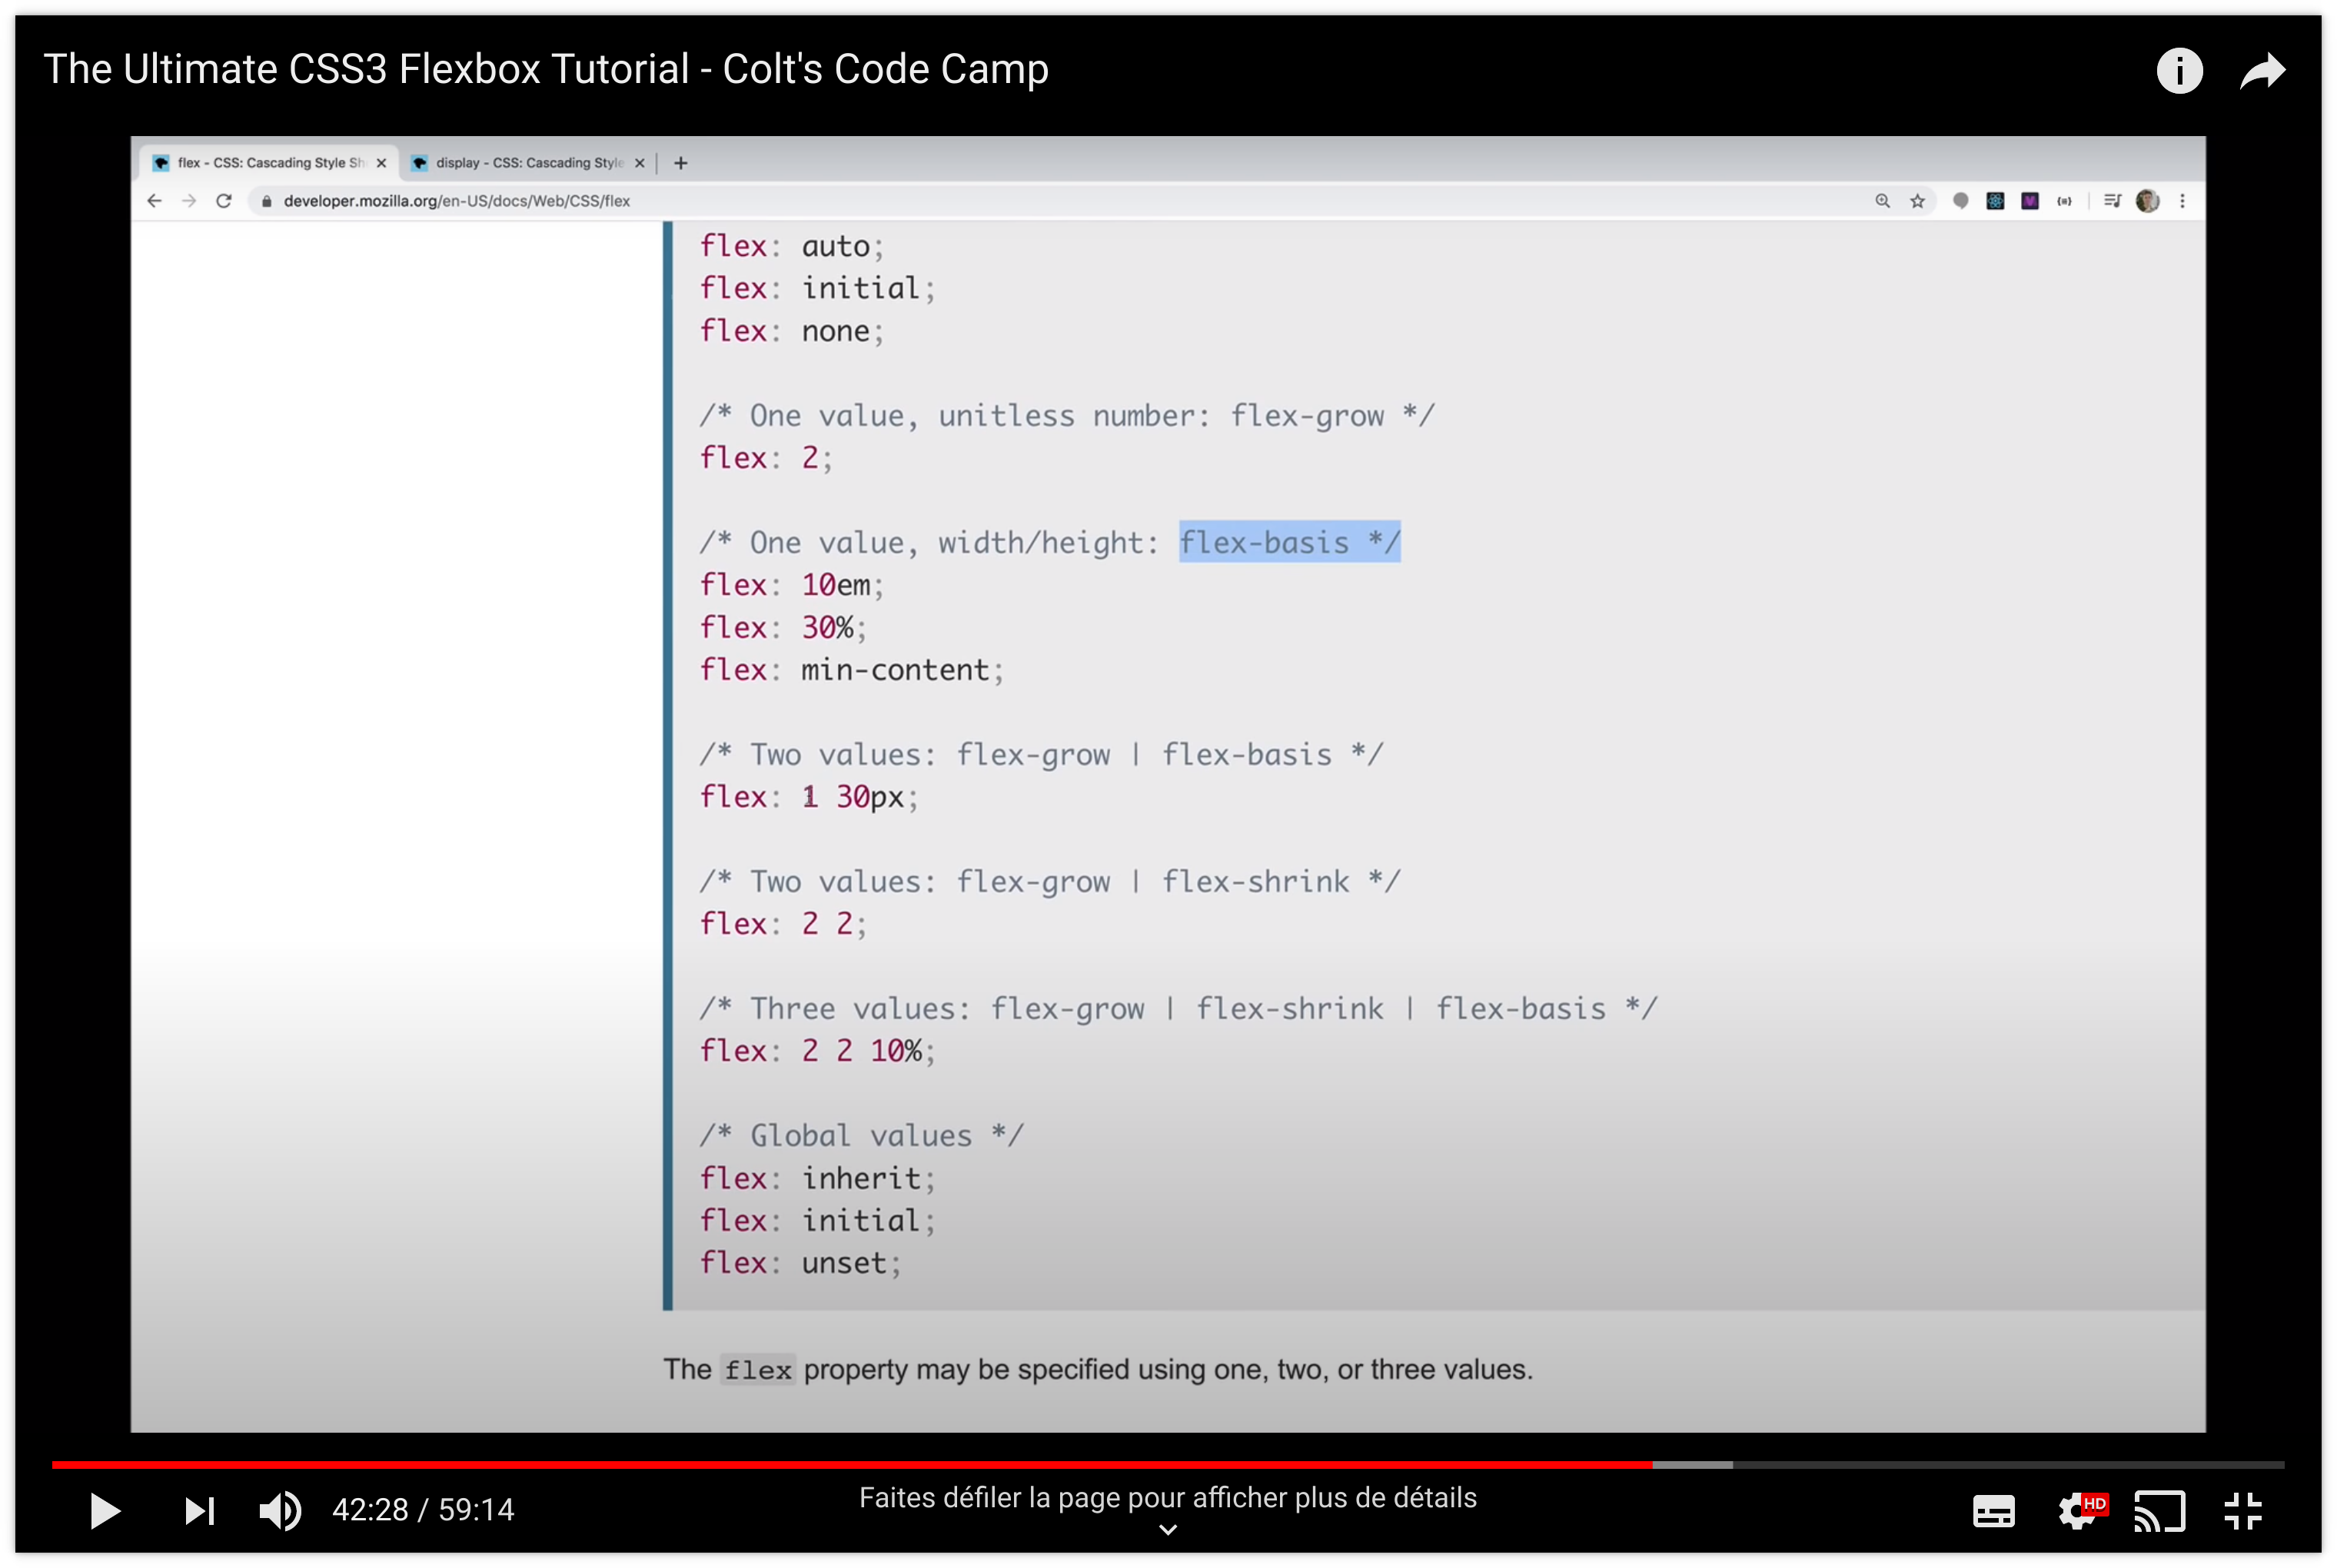 The Ultimate CSS3 Flexbox Tutorial - Colt's Code Camp
flex - CSS: Cascading Style Sh
display - CSS: Cascading Style
developer.mozilla.org/en-US/docs/Web/CSS/flex
flex: auto;
flex: initial;
flex: none;
/* One value, unitless number: flex-grow */
flex: 2;
/* One value, width/height: flex-basis */
flex: 10em;
flex: 30%;
flex: min-content;
/* Two values: flex-grow | flex-basis */
flex: 1 30px;
/* Two values: flex-grow | flex-shrink */
flex: 2 2;
/* Three values: flex-grow | flex-shrink | flex-basis */
flex: 2 2 10%;
/* Global values */
flex: inherit;
flex: initial;
flex: unset;
The flex property may be specified using one, two, or three values.
42:28 / 59:14
Faites défiler la page pour afficher plus de détails
HD